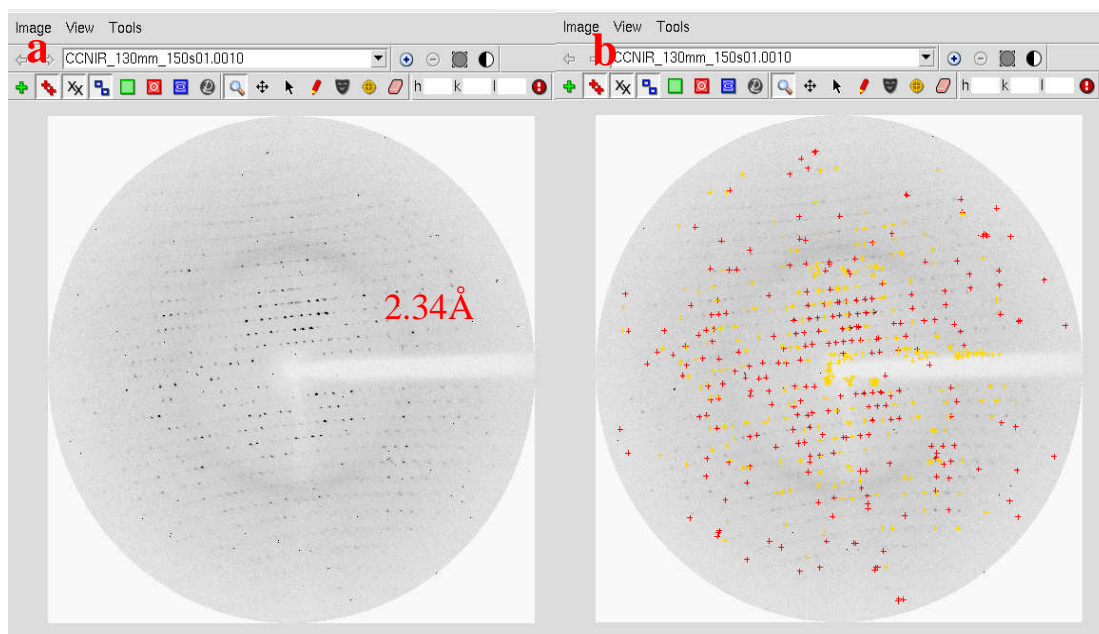 Image View Tools
a
CCNIR_130mm_150s01.0010
h k l
2.34Å
Image View Tools
b
CCNIR_130mm_150s01.0010
h k l